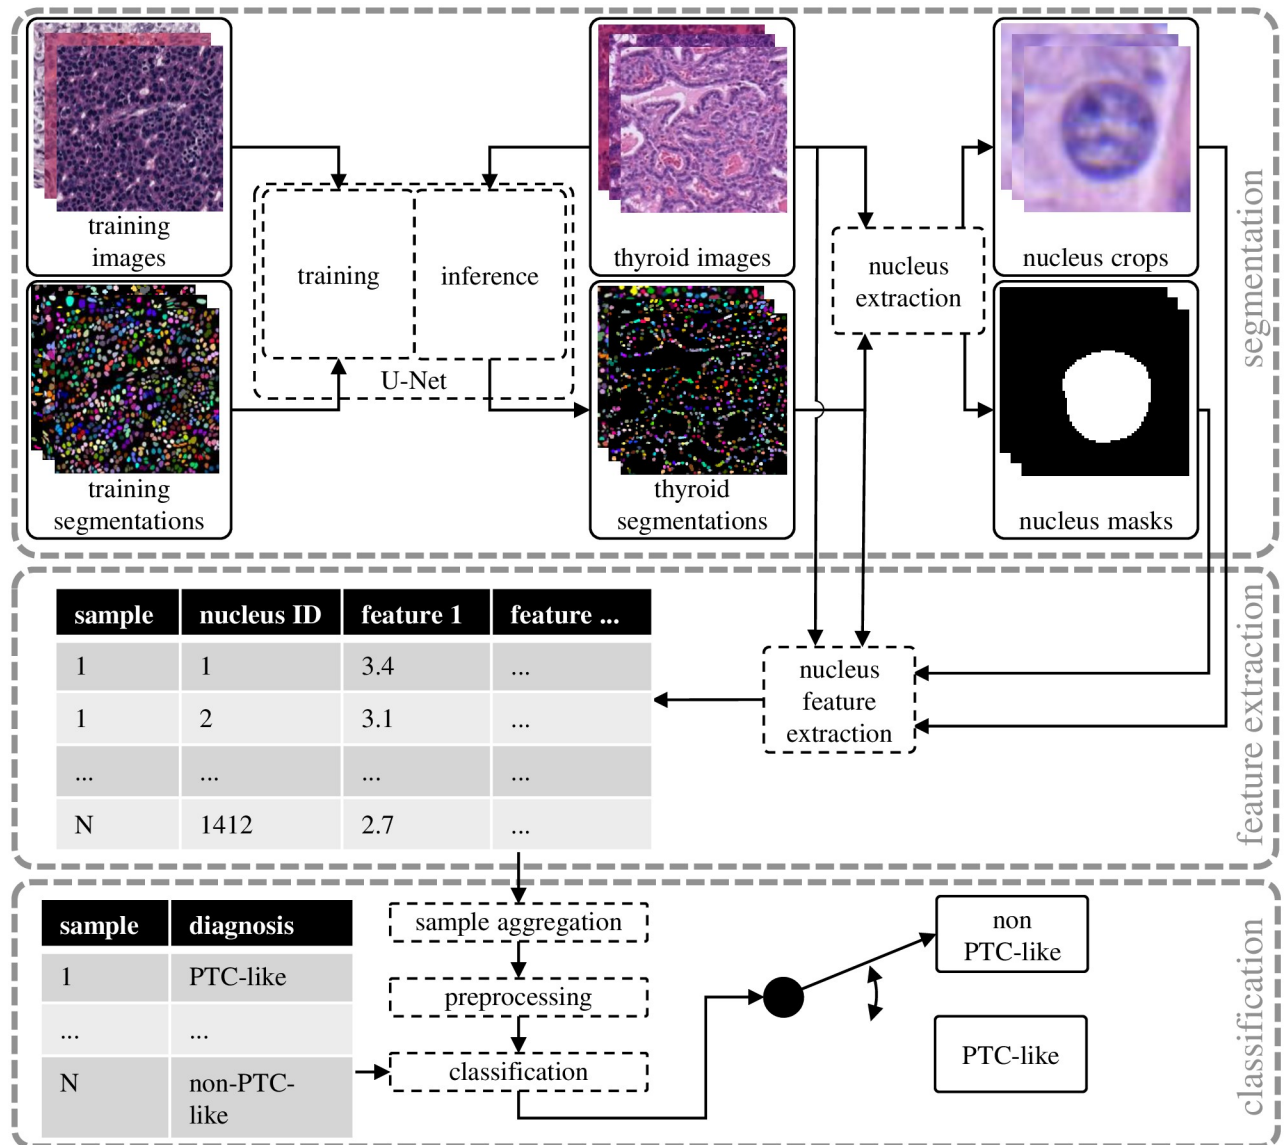 training
images
training
segmentations
training
inference
U-Net
thyroid images
thyroid
segmentations
nucleus
extraction
nucleus crops
nucleus masks
segmentation
sample nucleus ID feature 1 feature ...
1 1 3.4 ...
1 2 3.1 ...
... ... ... ...
N 1412 2.7 ...
nucleus
feature
extraction
feature extraction
sample diagnosis
1 PTC-like
... ...
N non-PTC-
like
sample aggregation
preprocessing
classification
non
PTC-like
PTC-like
classification